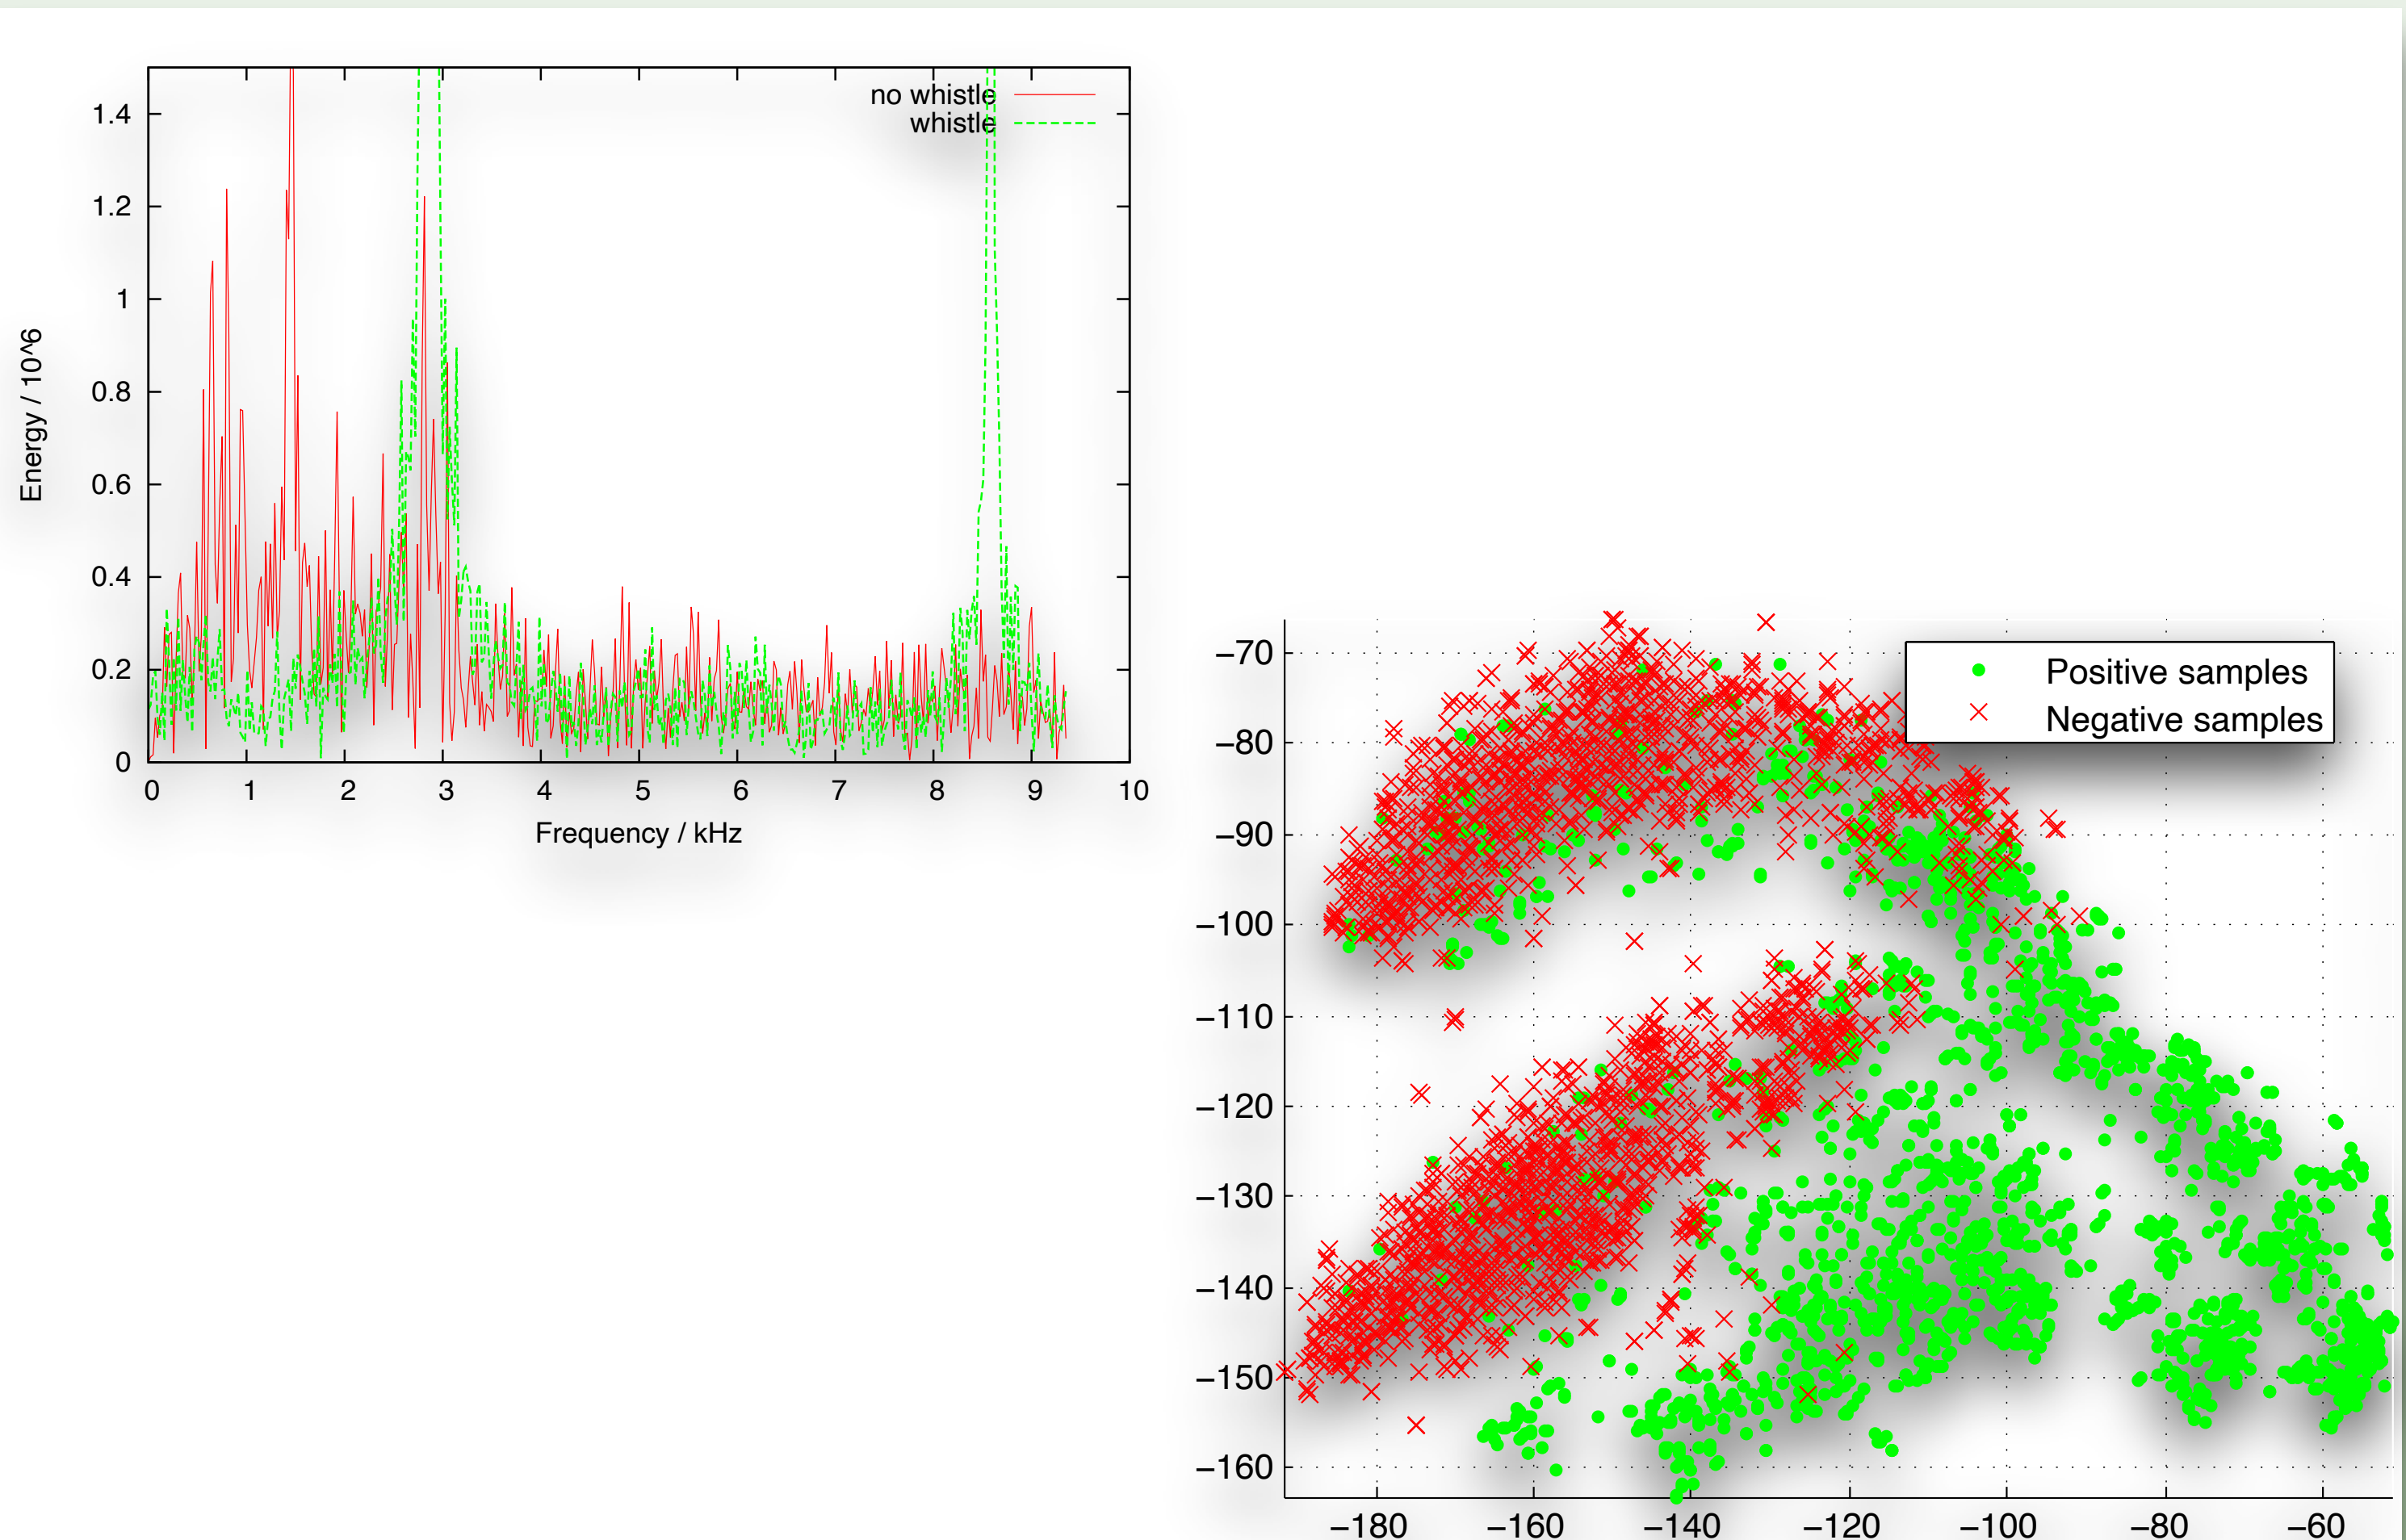 no whistle
whistle
1.4
1.2
1
0.8
0.6
0.4
0.2
0
Energy / 10^6
0 1 2 3 4 5 6 7 8 9 10
Frequency / kHz
Positive samples
Negative samples
−70
−80
−90
−100
−110
−120
−130
−140
−150
−160
−180 −160 −140 −120 −100 −80 −60